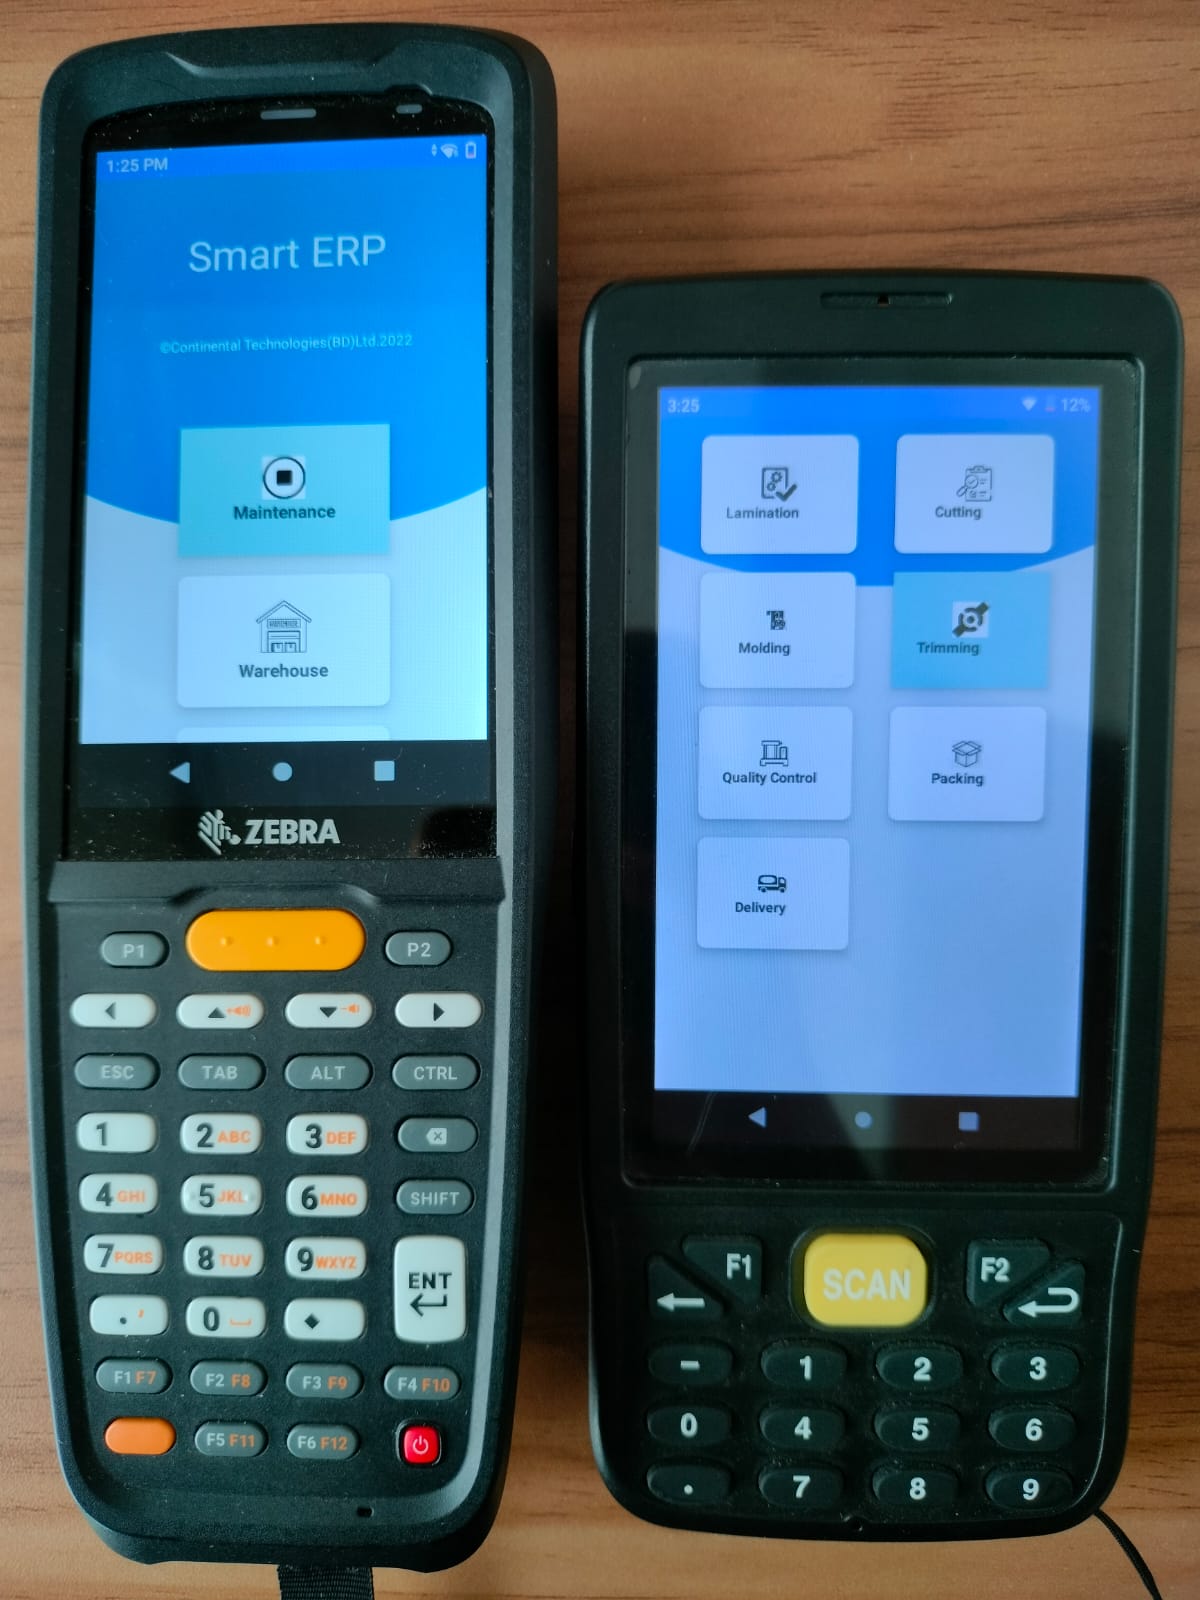 1:25 PM
Smart ERP
©Continental Technologies(BD)Ltd.2022
Maintenance
WAREHOUSE
Warehouse
ZEBRA
P1
P2
ESC TAB ALT CTRL
1 2 ABC 3 DEF
4 GHI 5 JKL 6 MNO SHIFT
7 PQRS 8 TUV 9 WXYZ
ENT
. ' 0
F1 F7 F2 F8 F3 F9 F4 F10
F5 F11 F6 F12
3:25 12%
Lamination Cutting
Molding Trimming
Quality Control Packing
Delivery
F1 SCAN F2
- 1 2 3
0 4 5 6
. 7 8 9